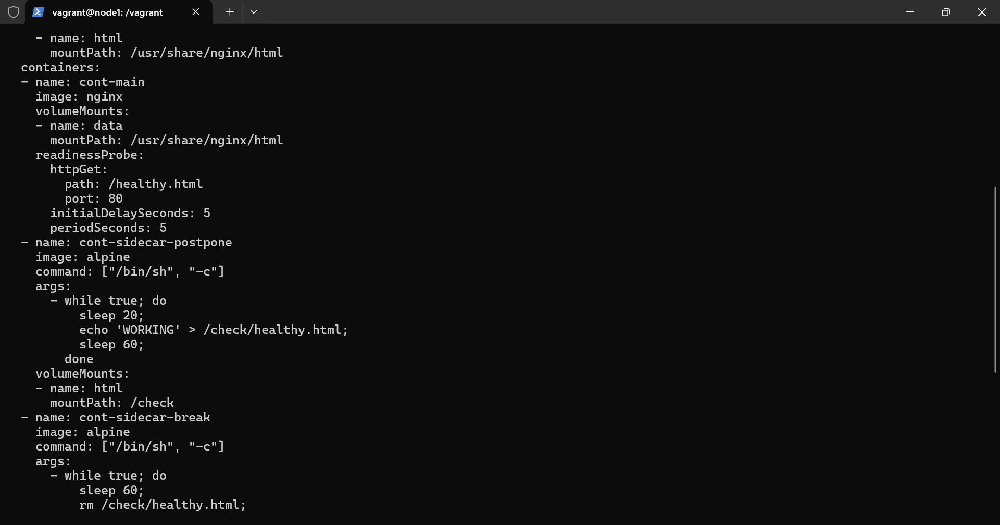 vagrant@node1: /vagrant
- name: html
mountPath: /usr/share/nginx/html
containers:
- name: cont-main
image: nginx
volumeMounts:
- name: data
mountPath: /usr/share/nginx/html
readinessProbe:
httpGet:
path: /healthy.html
port: 80
initialDelaySeconds: 5
periodSeconds: 5
- name: cont-sidecar-postpone
image: alpine
command: ["/bin/sh", "-c"]
args:
- while true; do
sleep 20;
echo 'WORKING' > /check/healthy.html;
sleep 60;
done
volumeMounts:
- name: html
mountPath: /check
- name: cont-sidecar-break
image: alpine
command: ["/bin/sh", "-c"]
args:
- while true; do
sleep 60;
rm /check/healthy.html;